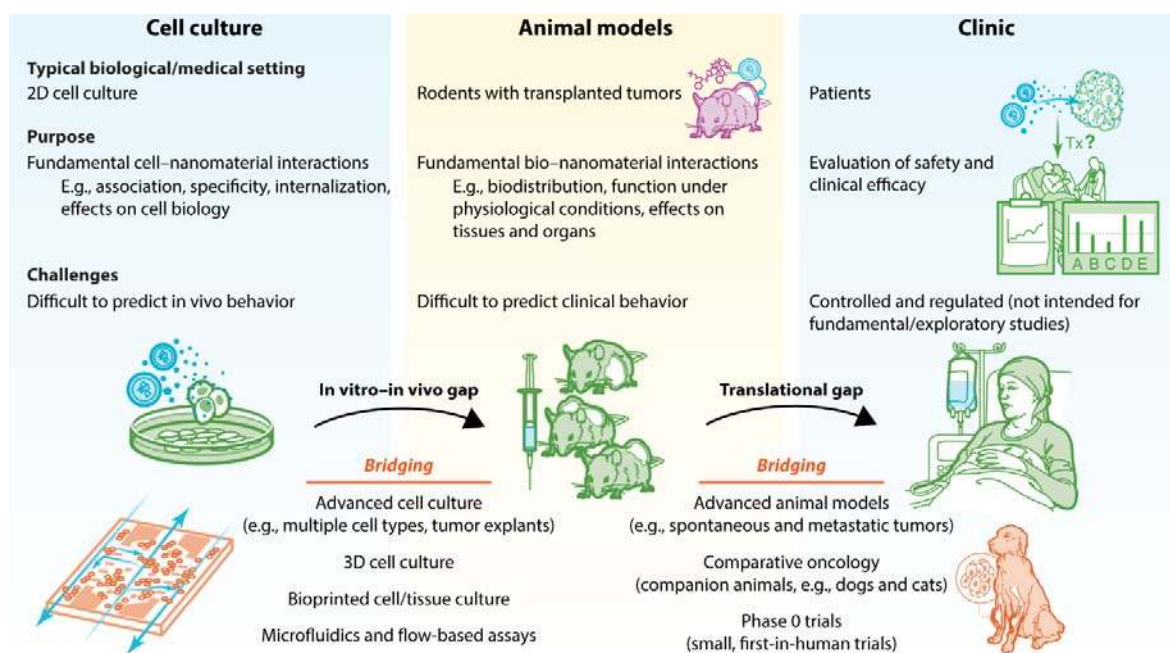 Cell culture
Typical biological/medical setting
2D cell culture
Purpose
Fundamental cell–nanomaterial interactions
E.g., association, specificity, internalization,
effects on cell biology
Challenges
Difficult to predict in vivo behavior
Animal models
Rodents with transplanted tumors
Fundamental bio–nanomaterial interactions
E.g., biodistribution, function under
physiological conditions, effects on
tissues and organs
Difficult to predict clinical behavior
Clinic
Patients
Evaluation of safety and
clinical efficacy
Tx?
A B C D E
Controlled and regulated (not intended for
fundamental/exploratory studies)
In vitro–in vivo gap
Bridging
Advanced cell culture
(e.g., multiple cell types, tumor explants)
3D cell culture
Bioprinted cell/tissue culture
Microfluidics and flow-based assays
Translational gap
Bridging
Advanced animal models
(e.g., spontaneous and metastatic tumors)
Comparative oncology
(companion animals, e.g., dogs and cats)
Phase 0 trials
(small, first-in-human trials)